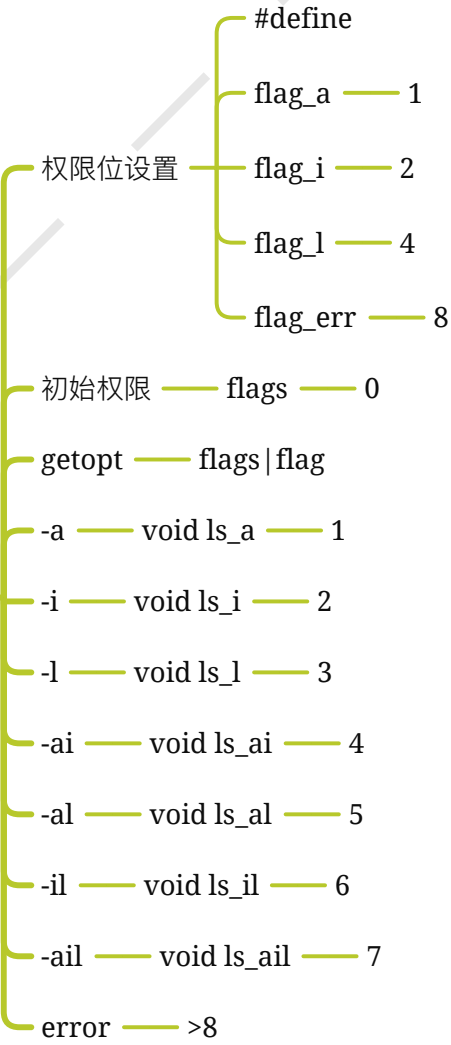 #define
flag_a 1
权限位设置 flag_i 2
flag_l 4
flag_err 8
初始权限 flags 0
getopt flags|flag
-a void ls_a 1
-i void ls_i 2
-l void ls_l 3
-ai void ls_ai 4
-al void ls_al 5
-il void ls_il 6
-ail void ls_ail 7
error >8